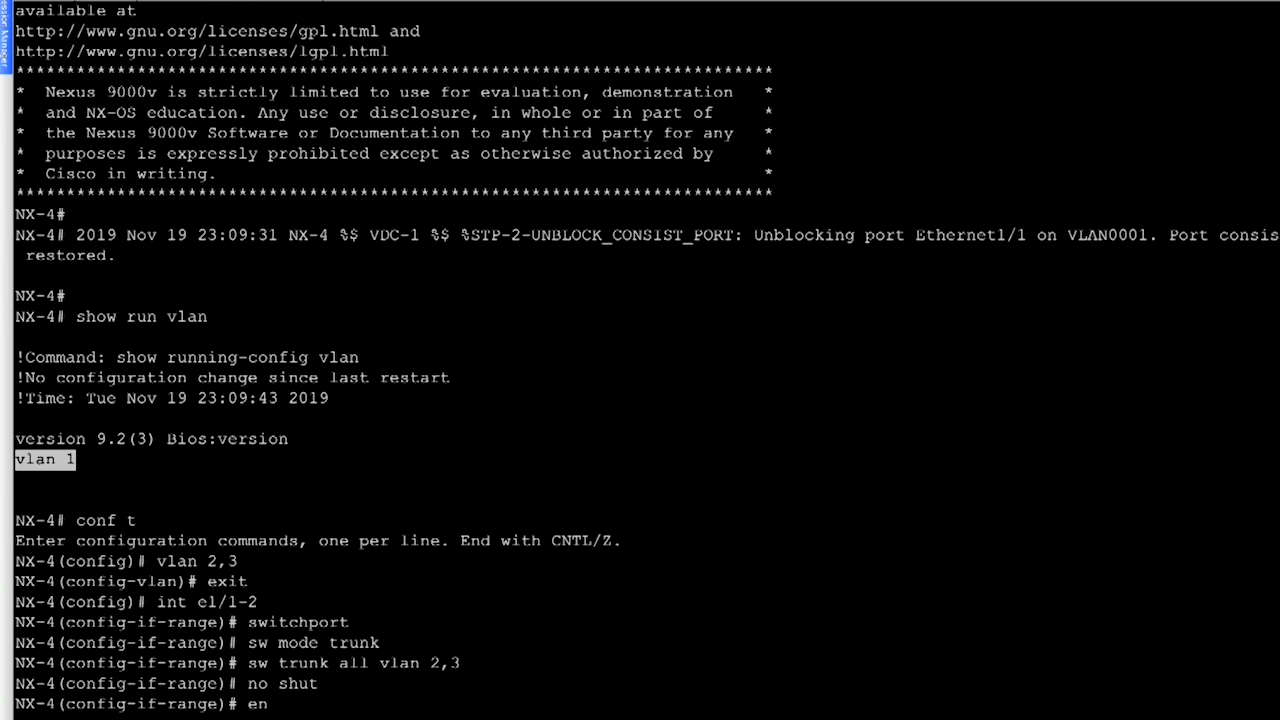 ssion Manager
available at
http://www.gnu.org/licenses/gpl.html and
http://www.gnu.org/licenses/lgpl.html
***************************************************************************
*  Nexus 9000v is strictly limited to use for evaluation, demonstration   *
*  and NX-OS education. Any use or disclosure, in whole or in part of     *
*  the Nexus 9000v Software or Documentation to any third party for any   *
*  purposes is expressly prohibited except as otherwise authorized by     *
*  Cisco in writing.                                                      *
***************************************************************************
NX-4#
NX-4# 2019 Nov 19 23:09:31 NX-4 %$ VDC-1 %$ %STP-2-UNBLOCK_CONSIST_PORT: Unblocking port Ethernet1/1 on VLAN0001. Port consis
restored.
NX-4#
NX-4# show run vlan
!Command: show running-config vlan
!No configuration change since last restart
!Time: Tue Nov 19 23:09:43 2019
version 9.2(3) Bios:version
vlan 1
NX-4# conf t
Enter configuration commands, one per line. End with CNTL/Z.
NX-4(config)# vlan 2,3
NX-4(config-vlan)# exit
NX-4(config)# int e1/1-2
NX-4(config-if-range)# switchport
NX-4(config-if-range)# sw mode trunk
NX-4(config-if-range)# sw trunk all vlan 2,3
NX-4(config-if-range)# no shut
NX-4(config-if-range)# en